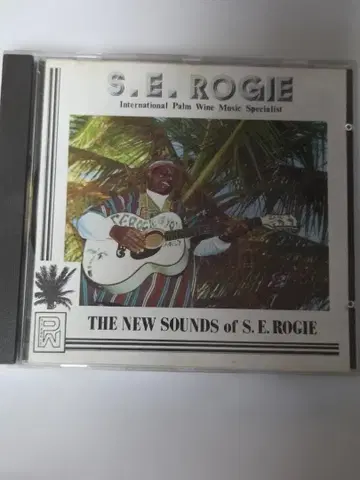 S.E. ROGIE
International Palm Wine Music Specialist
THE NEW SOUNDS of S.E. ROGIE
PW